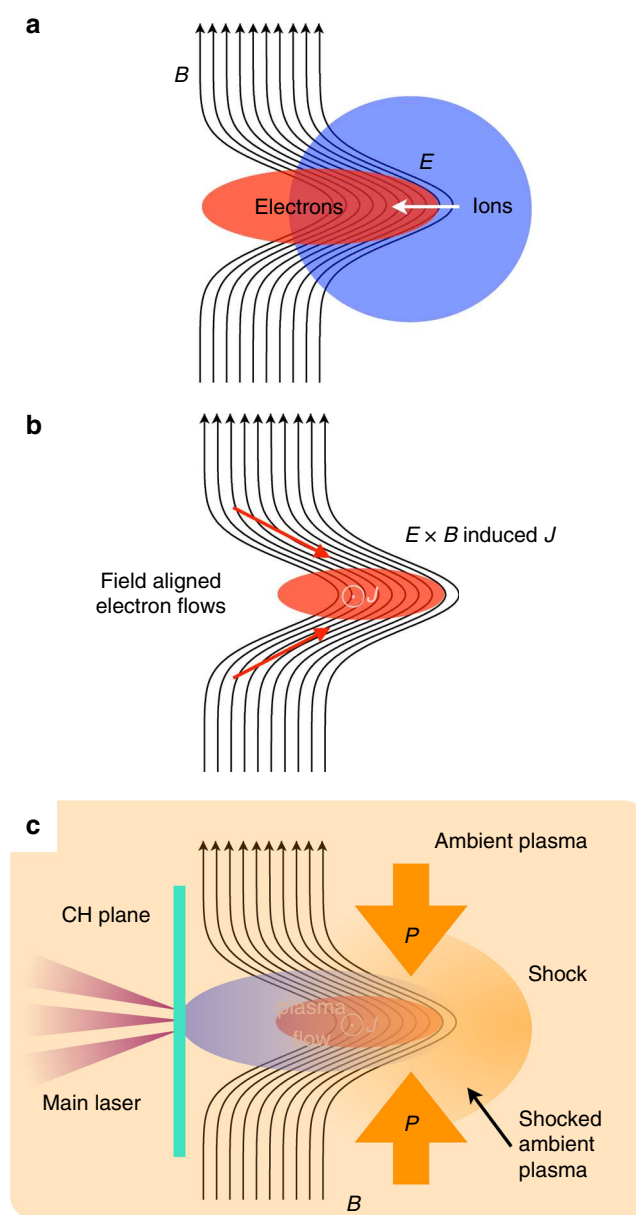 a
B
E
Electrons
Ions
b
E × B induced J
Field aligned
electron flows
J
c
Ambient plasma
CH plane
P
Shock
plasma
flow
J
Main laser
P
Shocked
ambient
plasma
B